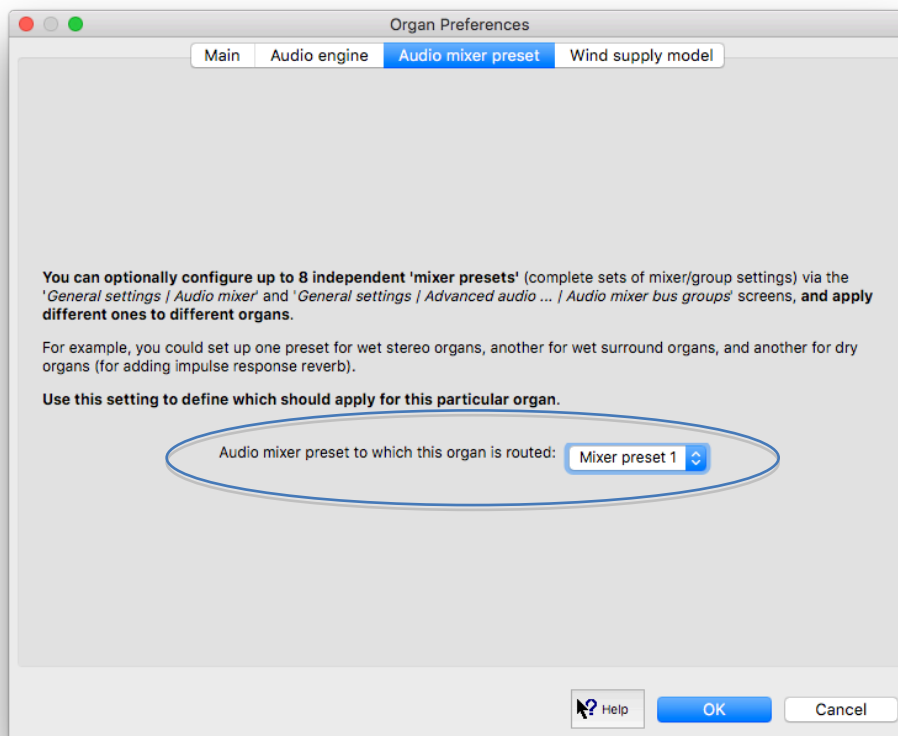 Organ Preferences
Main Audio engine Audio mixer preset Wind supply model
You can optionally configure up to 8 independent 'mixer presets' (complete sets of mixer/group settings) via the
'General settings | Audio mixer' and 'General settings | Advanced audio ... | Audio mixer bus groups' screens, and apply
different ones to different organs.
For example, you could set up one preset for wet stereo organs, another for wet surround organs, and another for dry
organs (for adding impulse response reverb).
Use this setting to define which should apply for this particular organ.
Audio mixer preset to which this organ is routed: Mixer preset 1
? Help OK Cancel